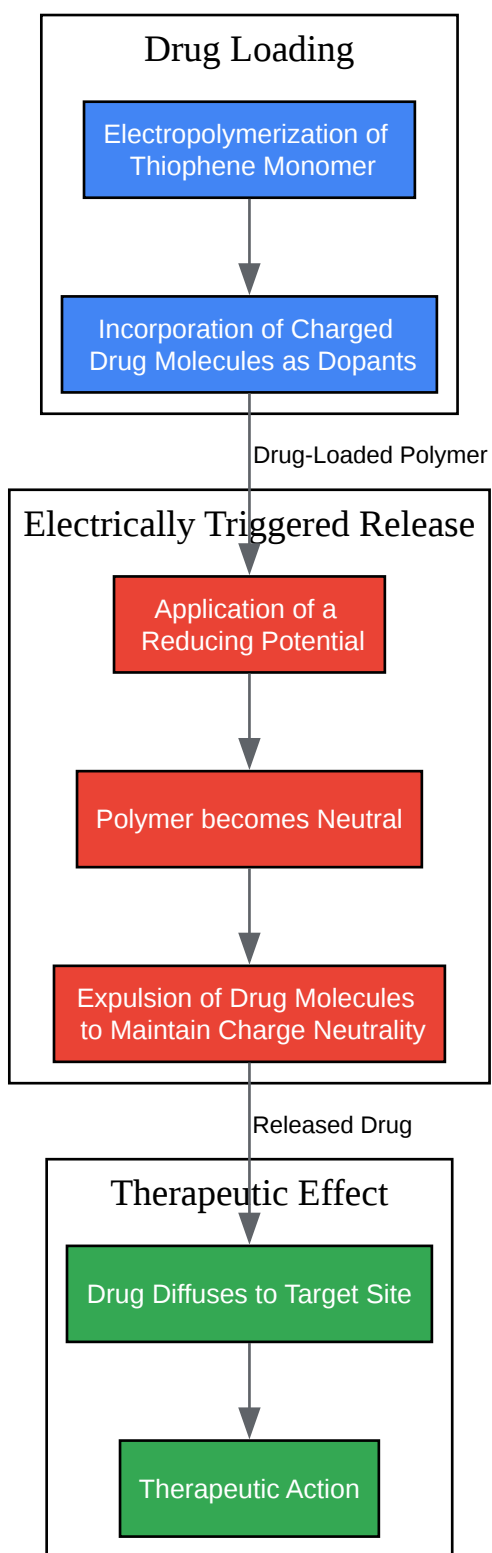 Drug Loading
Electropolymerization of
Thiophene Monomer
Incorporation of Charged
Drug Molecules as Dopants
Drug-Loaded Polymer
Electrically Triggered Release
Application of a
Reducing Potential
Polymer becomes Neutral
Expulsion of Drug Molecules
to Maintain Charge Neutrality
Released Drug
Therapeutic Effect
Drug Diffuses to Target Site
Therapeutic Action